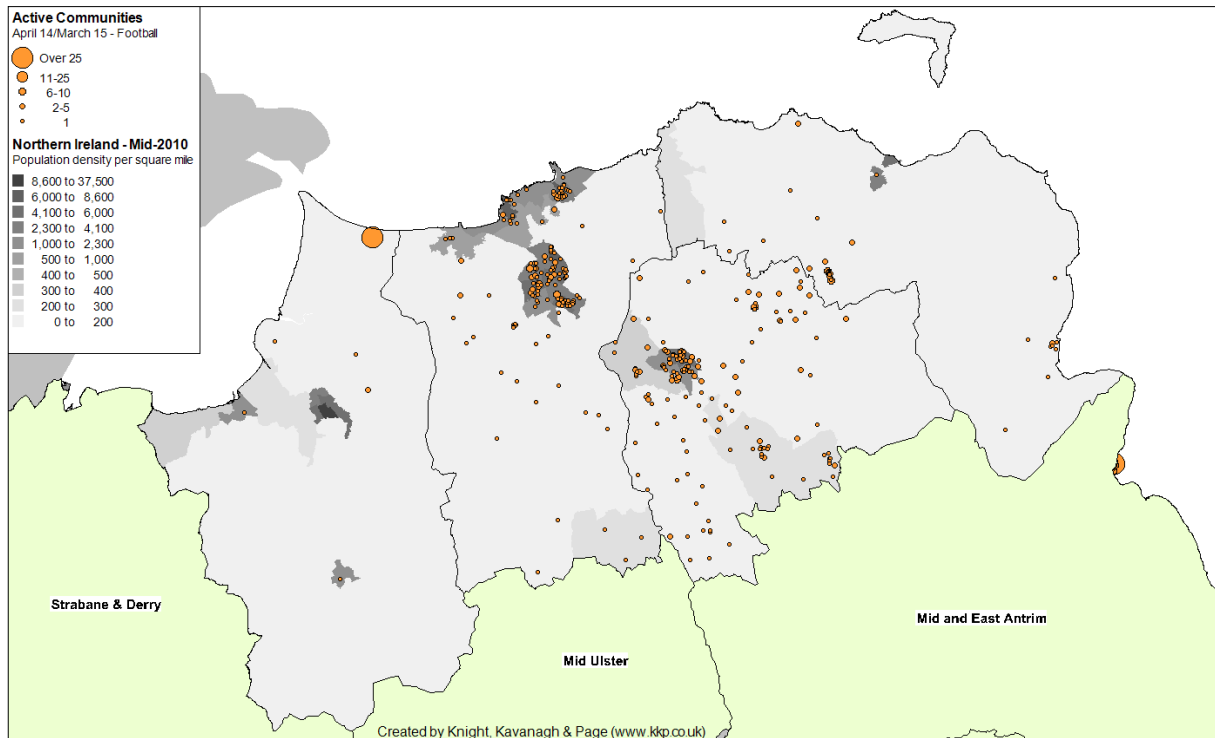 Active Communities
April 14/March 15 - Football
Over 25
11-25
6-10
2-5
1
Northern Ireland - Mid-2010
Population density per square mile
8,600 to 37,500
6,000 to 8,600
4,100 to 6,000
2,300 to 4,100
1,000 to 2,300
500 to 1,000
400 to 500
300 to 400
200 to 300
0 to 200
Strabane & Derry
Mid and East Antrim
Mid Ulster
Created by Knight, Kavanagh & Page (www.kkp.co.uk)